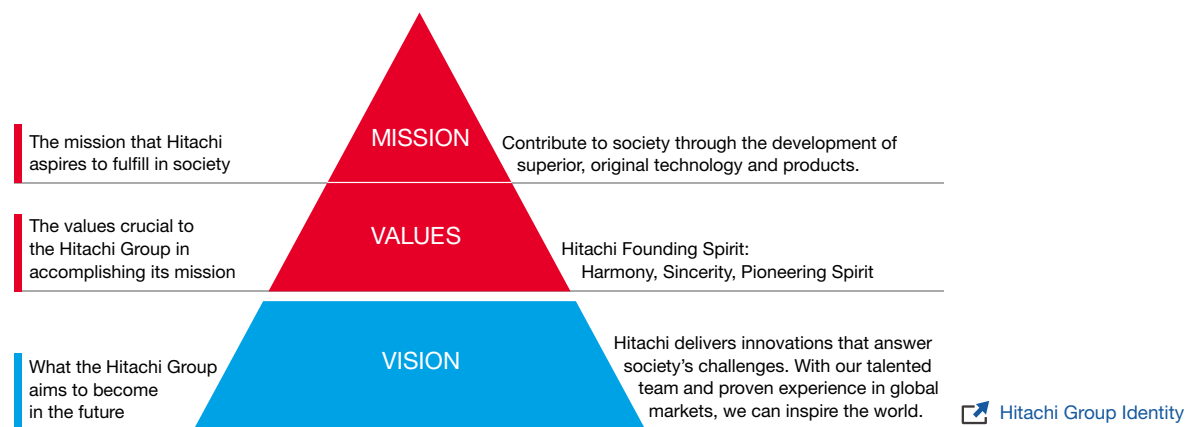 The mission that Hitachi
aspires to fulfill in society
MISSION
Contribute to society through the development of
superior, original technology and products.
The values crucial to
the Hitachi Group in
accomplishing its mission
VALUES
Hitachi Founding Spirit:
Harmony, Sincerity, Pioneering Spirit
What the Hitachi Group
aims to become
in the future
VISION
Hitachi delivers innovations that answer
society’s challenges. With our talented
team and proven experience in global
markets, we can inspire the world.
Hitachi Group Identity